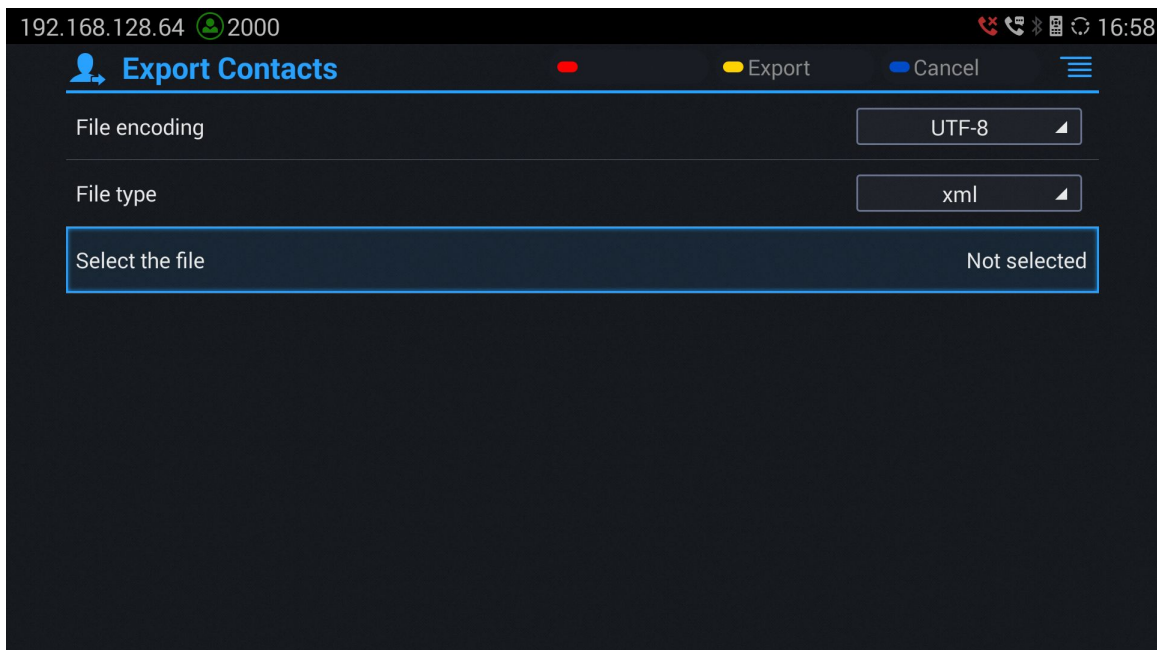 192.168.128.64 2000 16:58
Export Contacts Export Cancel
File encoding UTF-8
File type xml
Select the file Not selected